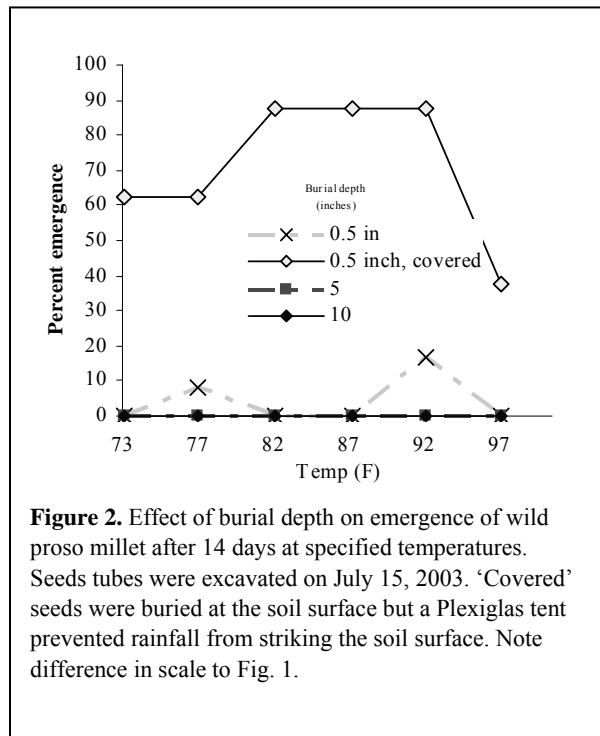 100
90
80
70
60
50
40
30
20
10
0
Percent emergence
Burial depth
(inches)
0.5 in
0.5 inch, covered
5
10
73 77 82 87 92 97
Temp (F)
Figure 2. Effect of burial depth on emergence of wild
proso millet after 14 days at specified temperatures.
Seeds tubes were excavated on July 15, 2003. ‘Covered’
seeds were buried at the soil surface but a Plexiglas tent
prevented rainfall from striking the soil surface. Note
difference in scale to Fig. 1.